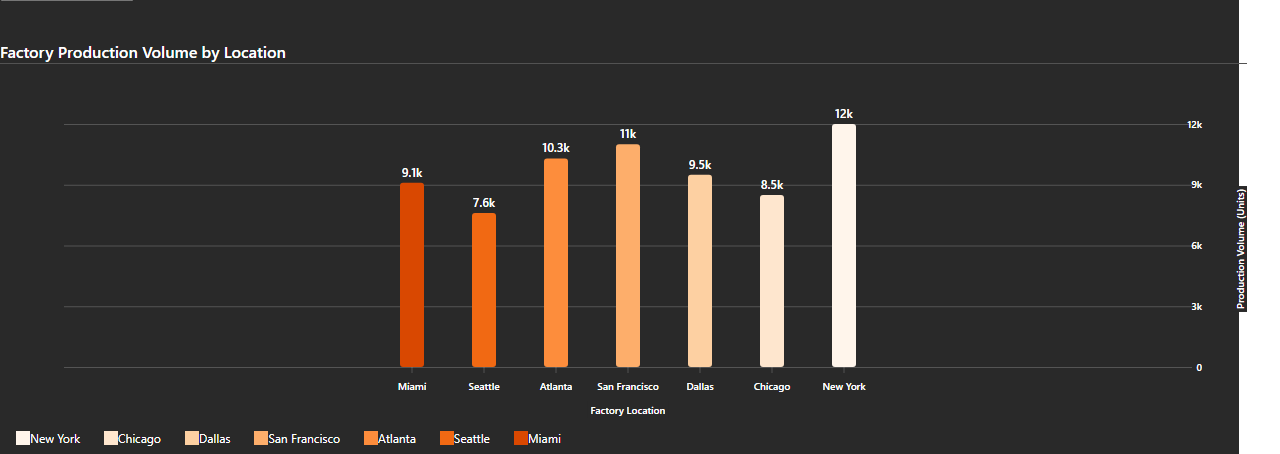 Factory Production Volume by Location
12k
11k
10.3k
9.5k
9.1k
8.5k
7.6k
12k
9k
6k
3k
0
Production Volume (Units)
Miami Seattle Atlanta San Francisco Dallas Chicago New York
Factory Location
New York Chicago Dallas San Francisco Atlanta Seattle Miami